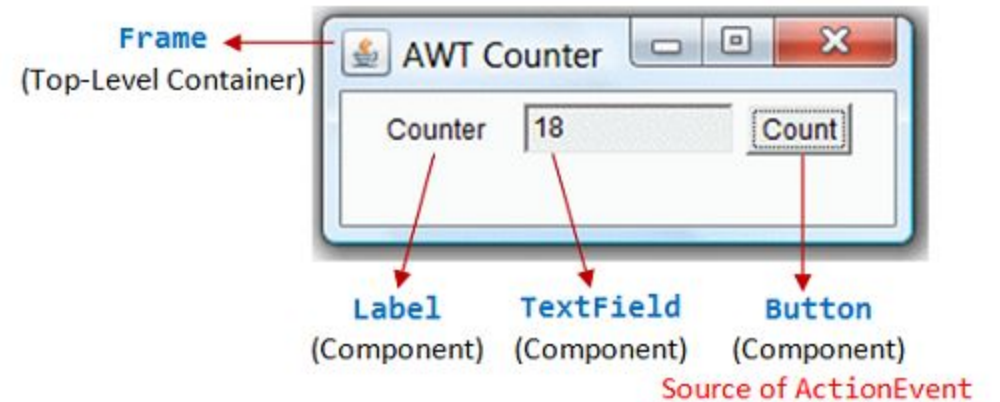 Frame
(Top-Level Container)
AWT Counter
Counter 18 Count
Label TextField Button
(Component) (Component) (Component)
Source of ActionEvent